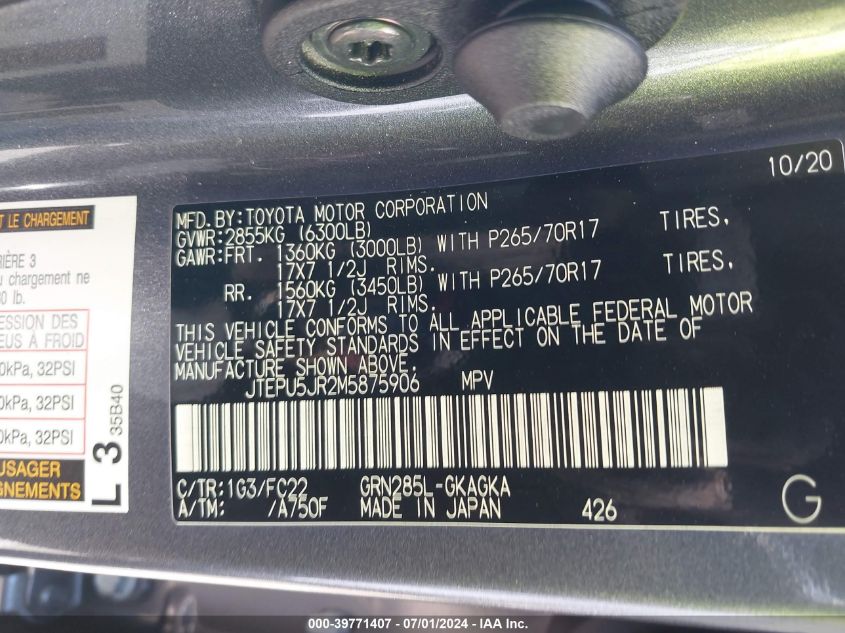 10/20
MFD.BY:TOYOTA MOTOR CORPORATION
GVWR:2855KG (6300LB)
GAWR:FRT. 1360KG (3000LB) WITH P265/70R17 TIRES,
17X7 1/2J RIMS.
RR. 1560KG (3450LB) WITH P265/70R17 TIRES,
17X7 1/2J RIMS.
THIS VEHICLE CONFORMS TO ALL APPLICABLE FEDERAL MOTOR
VEHICLE SAFETY STANDARDS IN EFFECT ON THE DATE OF
MANUFACTURE SHOWN ABOVE.
JTEPU5JR2M5875906 MPV
C/TR:1G3/FC22 GRN285L-GKAGKA
A/TM: /A750F MADE IN JAPAN 426 G
LE CHARGEMENT
3
chargement ne
lb.
DES
À FROID
kPa, 32PSI
kPa, 32PSI
kPa, 32PSI
USAGER
L 3 35B40
000-39771407 / 07/01/2024 - IAA Inc.